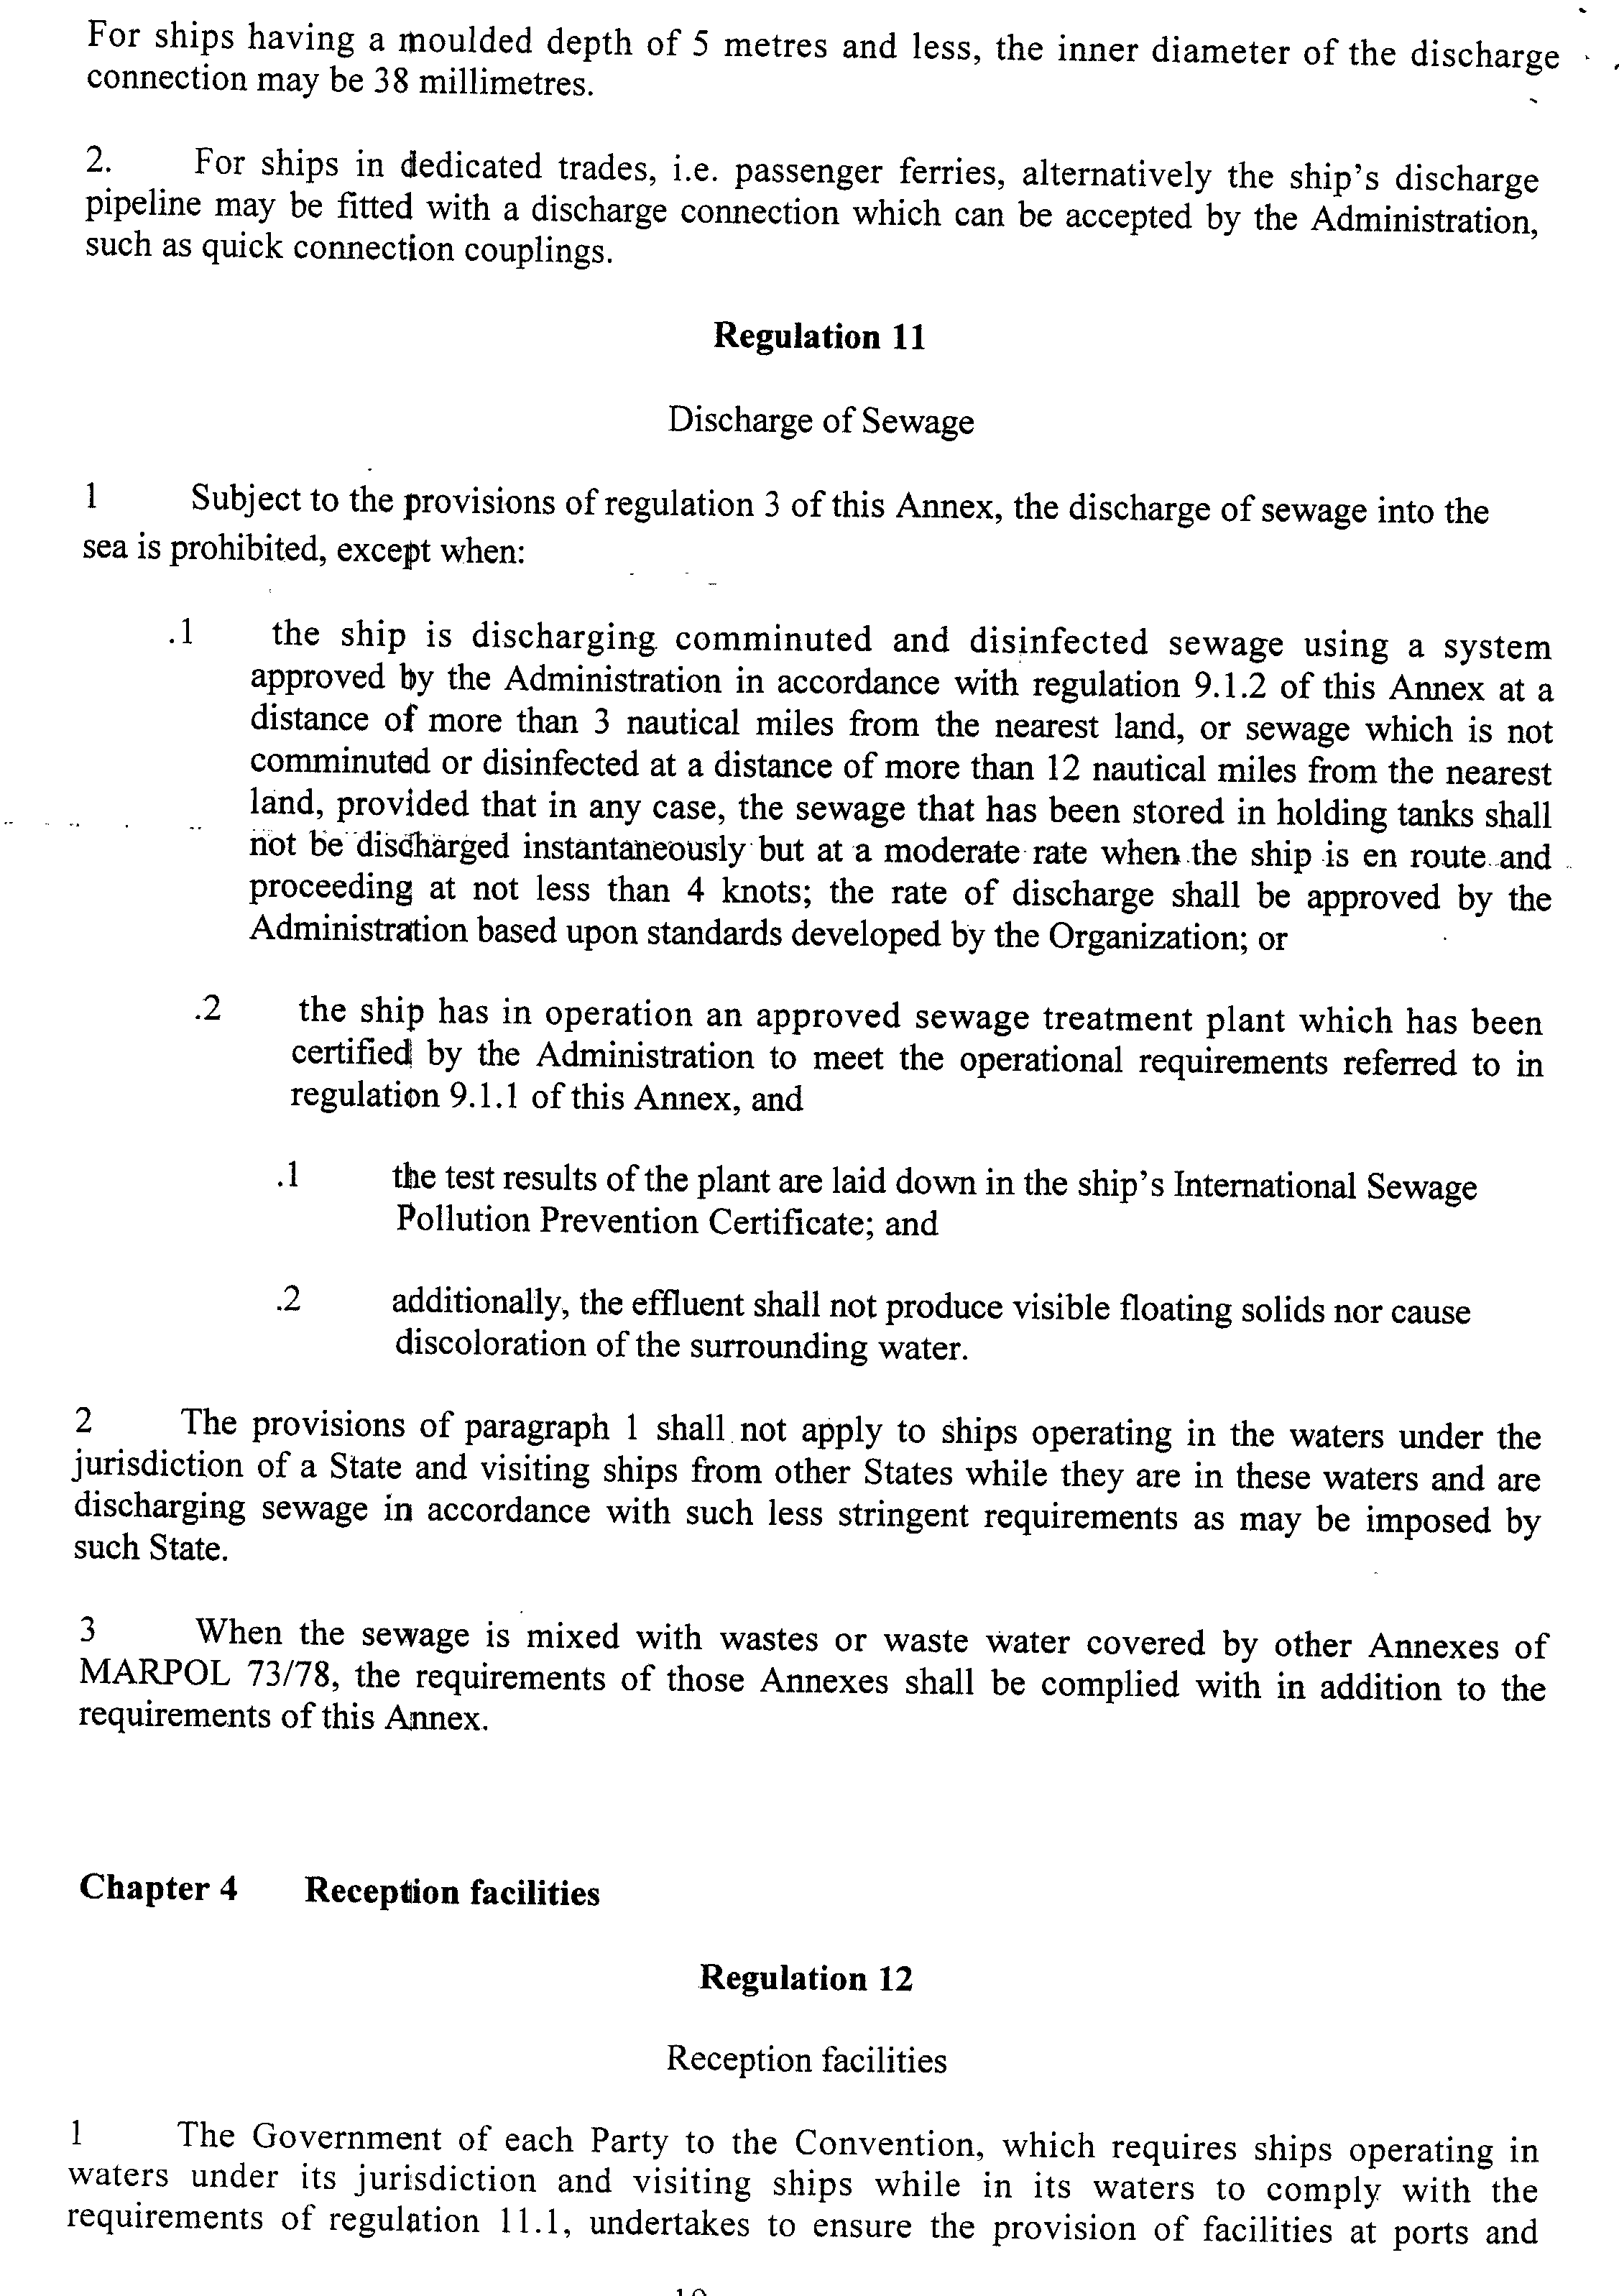 For ships having a moulded depth of 5 metres and less, the inner diameter of the discharge
connection may be 38 millimetres.
2. For ships in dedicated trades, i.e. passenger ferries, alternatively the ship's discharge
pipeline may be fitted with a discharge connection which can be accepted by the Administration,
such as quick connection couplings.
Regulation 11
Discharge of Sewage
1 Subject to the provisions of regulation 3 of this Annex, the discharge of sewage into the
sea is prohibited, except when:
.1 the ship is discharging comminuted and disinfected sewage using a system
approved by the Administration in accordance with regulation 9.1.2 of this Annex at a
distance of more than 3 nautical miles from the nearest land, or sewage which is not
comminuted or disinfected at a distance of more than 12 nautical miles from the nearest
land, provided that in any case, the sewage that has been stored in holding tanks shall
not be discharged instantaneously but at a moderate rate when the ship is en route and
proceeding at not less than 4 knots; the rate of discharge shall be approved by the
Administration based upon standards developed by the Organization; or
.2 the ship has in operation an approved sewage treatment plant which has been
certified by the Administration to meet the operational requirements referred to in
regulation 9.1.1 of this Annex, and
.1 the test results of the plant are laid down in the ship's International Sewage
Pollution Prevention Certificate; and
.2 additionally, the effluent shall not produce visible floating solids nor cause
discoloration of the surrounding water.
2 The provisions of paragraph 1 shall not apply to ships operating in the waters under the
jurisdiction of a State and visiting ships from other States while they are in these waters and are
discharging sewage in accordance with such less stringent requirements as may be imposed by
such State.
3 When the sewage is mixed with wastes or waste water covered by other Annexes of
MARPOL 73/78, the requirements of those Annexes shall be complied with in addition to the
requirements of this Annex.
Chapter 4 Reception facilities
Regulation 12
Reception facilities
1 The Government of each Party to the Convention, which requires ships operating in
waters under its jurisdiction and visiting ships while in its waters to comply with the
requirements of regulation 11.1, undertakes to ensure the provision of facilities at ports and